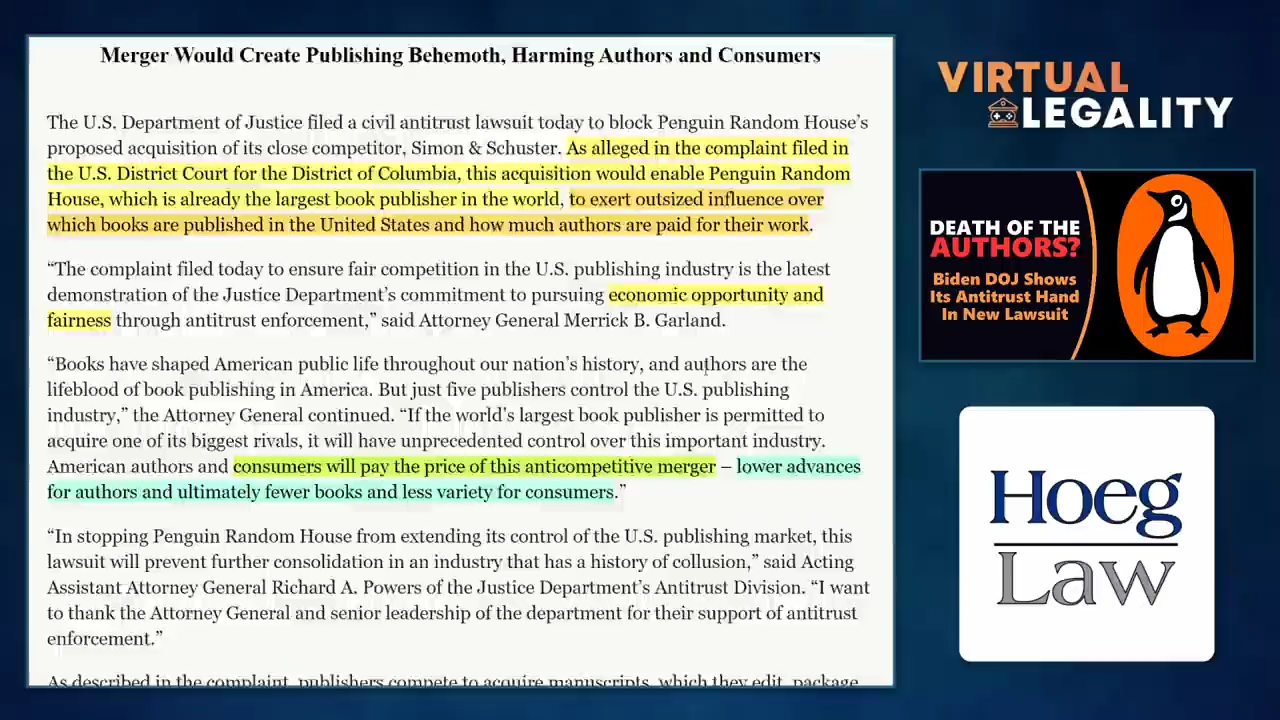 Merger Would Create Publishing Behemoth, Harming Authors and Consumers
The U.S. Department of Justice filed a civil antitrust lawsuit today to block Penguin Random House's
proposed acquisition of its close competitor, Simon & Schuster. As alleged in the complaint filed in
the U.S. District Court for the District of Columbia, this acquisition would enable Penguin Random
House, which is already the largest book publisher in the world, to exert outsized influence over
which books are published in the United States and how much authors are paid for their work.
“The complaint filed today to ensure fair competition in the U.S. publishing industry is the latest
demonstration of the Justice Department's commitment to pursuing economic opportunity and
fairness through antitrust enforcement,” said Attorney General Merrick B. Garland.
“Books have shaped American public life throughout our nation's history, and authors are the
lifeblood of book publishing in America. But just five publishers control the U.S. publishing
industry,” the Attorney General continued. “If the world's largest book publisher is permitted to
acquire one of its biggest rivals, it will have unprecedented control over this important industry.
American authors and consumers will pay the price of this anticompetitive merger – lower advances
for authors and ultimately fewer books and less variety for consumers.”
“In stopping Penguin Random House from extending its control of the U.S. publishing market, this
lawsuit will prevent further consolidation in an industry that has a history of collusion,” said Acting
Assistant Attorney General Richard A. Powers of the Justice Department's Antitrust Division. “I want
to thank the Attorney General and senior leadership of the department for their support of antitrust
enforcement.”
As described in the complaint, publishers compete to acquire manuscripts, which they edit, package,
VIRTUAL
LEGALITY
DEATH OF THE
AUTHORS?
Biden DOJ Shows
Its Antitrust Hand
In New Lawsuit
Hoeg
Law